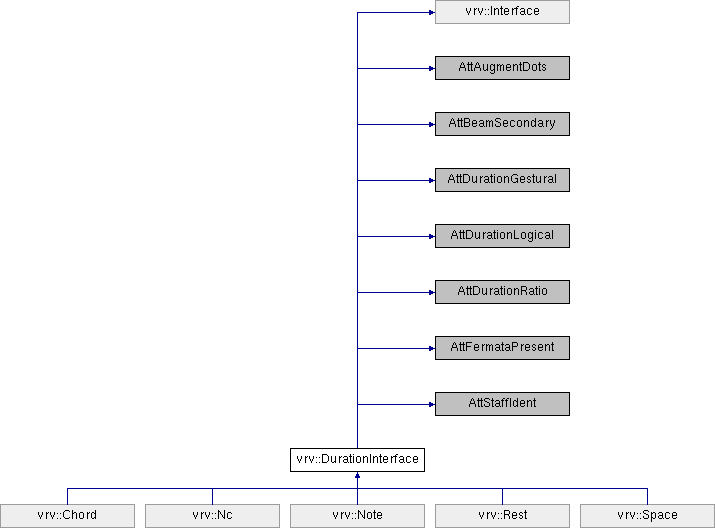 vrv::Interface
AttAugmentDots
AttBeamSecondary
AttDurationGestural
AttDurationLogical
AttDurationRatio
AttFermataPresent
AttStaffIdent
vrv::DurationInterface
vrv::Chord vrv::Nc vrv::Note vrv::Rest vrv::Space